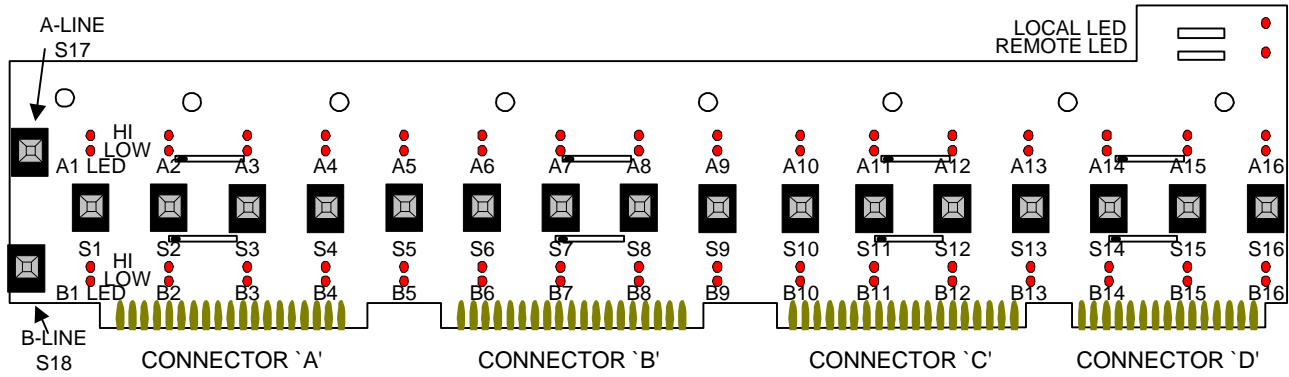 A-LINE
S17
LOCAL LED
REMOTE LED
HI
LOW
A1 LED A2 A3 A4 A5 A6 A7 A8 A9 A10 A11 A12 A13 A14 A15 A16
S1 S2 S3 S4 S5 S6 S7 S8 S9 S10 S11 S12 S13 S14 S15 S16
HI
LOW
B1 LED B2 B3 B4 B5 B6 B7 B8 B9 B10 B11 B12 B13 B14 B15 B16
B-LINE
S18
CONNECTOR `A' CONNECTOR `B' CONNECTOR `C' CONNECTOR `D'